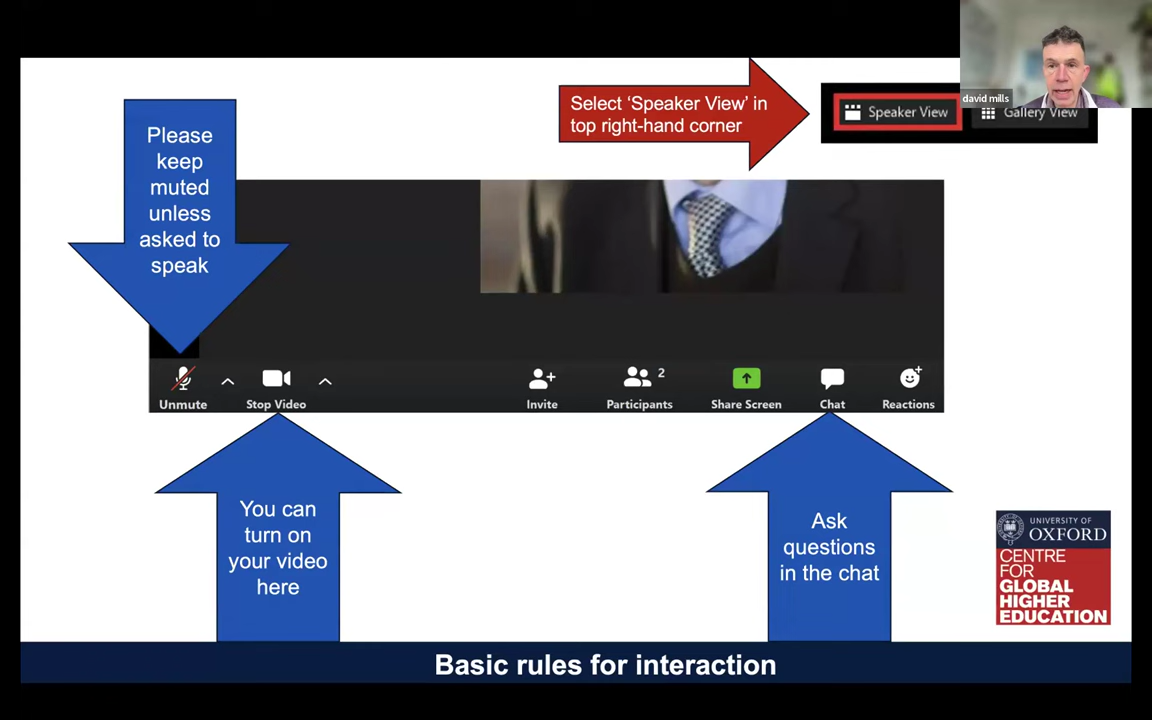 Select ‘Speaker View’ in
top right-hand corner
Speaker View
Gallery View
david mills
Please
keep
muted
unless
asked to
speak
Unmute
Stop Video
Invite
2
Participants
Share Screen
Chat
Reactions
You can
turn on
your video
here
Ask
questions
in the chat
UNIVERSITY OF
OXFORD
CENTRE
FOR
GLOBAL
HIGHER
EDUCATION
Basic rules for interaction